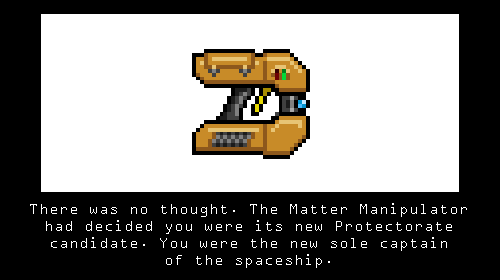 There was no thought. The Matter Manipulator
had decided you were its new Protectorate
candidate. You were the new sole captain
of the spaceship.